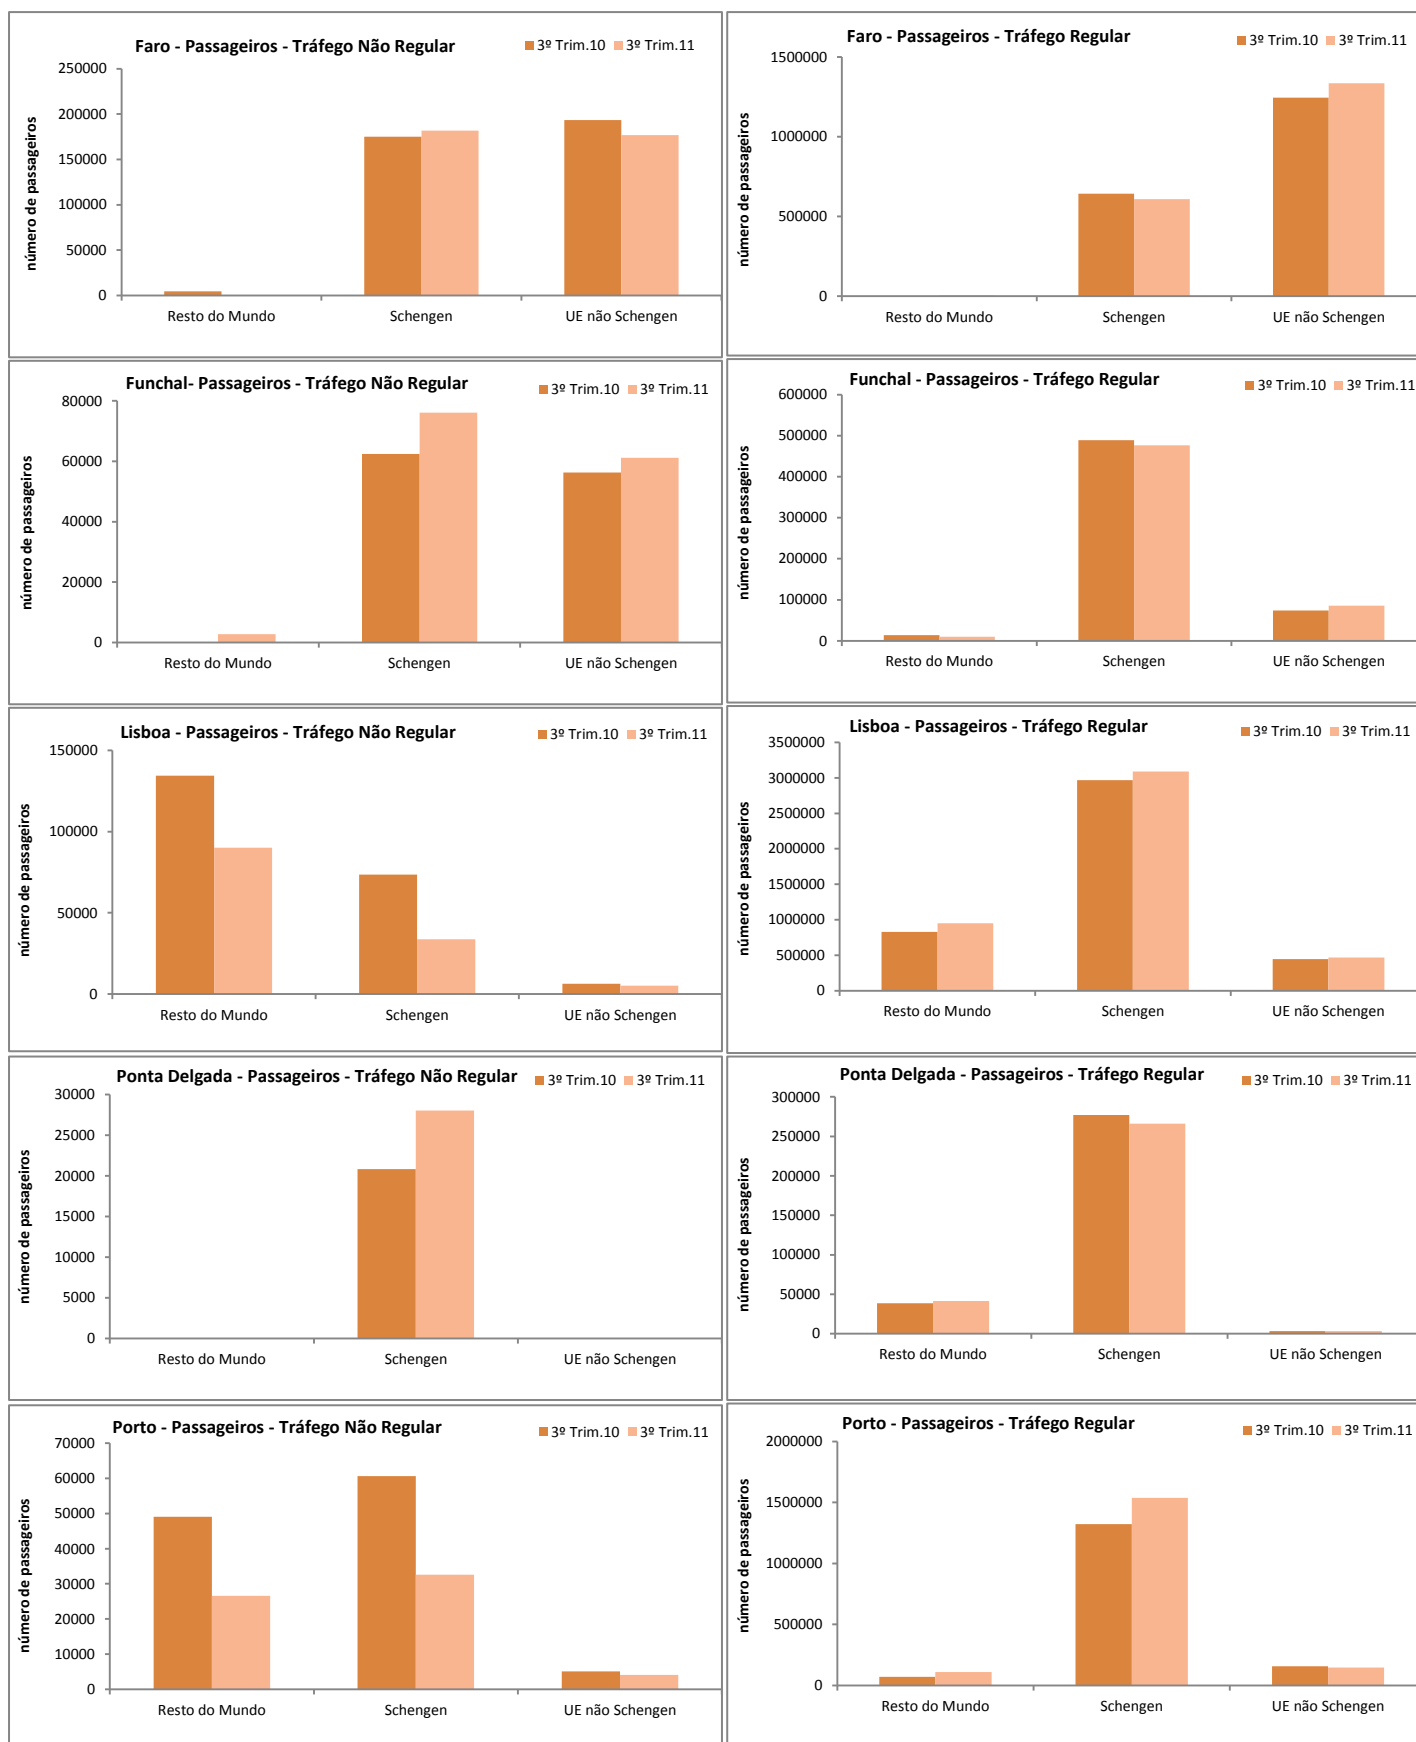 Faro - Passageiros - Tráfego Não Regular
3º Trim.10 3º Trim.11
número de passageiros
250000
200000
150000
100000
50000
0
Resto do Mundo Schengen UE não Schengen
Faro - Passageiros - Tráfego Regular
3º Trim.10 3º Trim.11
número de passageiros
1500000
1000000
500000
0
Resto do Mundo Schengen UE não Schengen
Funchal- Passageiros - Tráfego Não Regular
3º Trim.10 3º Trim.11
número de passageiros
80000
60000
40000
20000
0
Resto do Mundo Schengen UE não Schengen
Funchal - Passageiros - Tráfego Regular
3º Trim.10 3º Trim.11
número de passageiros
600000
500000
400000
300000
200000
100000
0
Resto do Mundo Schengen UE não Schengen
Lisboa - Passageiros - Tráfego Não Regular
3º Trim.10 3º Trim.11
número de passageiros
150000
100000
50000
0
Resto do Mundo Schengen UE não Schengen
Lisboa - Passageiros - Tráfego Regular
3º Trim.10 3º Trim.11
número de passageiros
3500000
3000000
2500000
2000000
1500000
1000000
500000
0
Resto do Mundo Schengen UE não Schengen
Ponta Delgada - Passageiros - Tráfego Não Regular
3º Trim.10 3º Trim.11
número de passageiros
30000
25000
20000
15000
10000
5000
0
Resto do Mundo Schengen UE não Schengen
Ponta Delgada - Passageiros - Tráfego Regular
3º Trim.10 3º Trim.11
número de passageiros
300000
250000
200000
150000
100000
50000
0
Resto do Mundo Schengen UE não Schengen
Porto - Passageiros - Tráfego Não Regular
3º Trim.10 3º Trim.11
número de passageiros
70000
60000
50000
40000
30000
20000
10000
0
Resto do Mundo Schengen UE não Schengen
Porto - Passageiros - Tráfego Regular
3º Trim.10 3º Trim.11
número de passageiros
2000000
1500000
1000000
500000
0
Resto do Mundo Schengen UE não Schengen